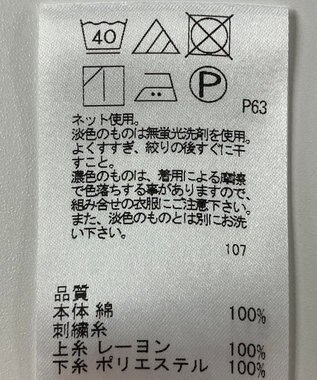 40
P
P63
ネット使用。
淡色のものは無蛍光洗剤を使用。
よくすすぎ、絞りの後すぐに干
すこと。
濃色のものは、着用による摩擦
で色落ちする事がありますので、
組み合せの衣服にご注意下さい。
また、淡色のものとは別にお洗
い下さい。
107
品質
本体 綿 100%
刺繍糸
上糸 レーヨン 100%
下糸 ポリエステル 100%